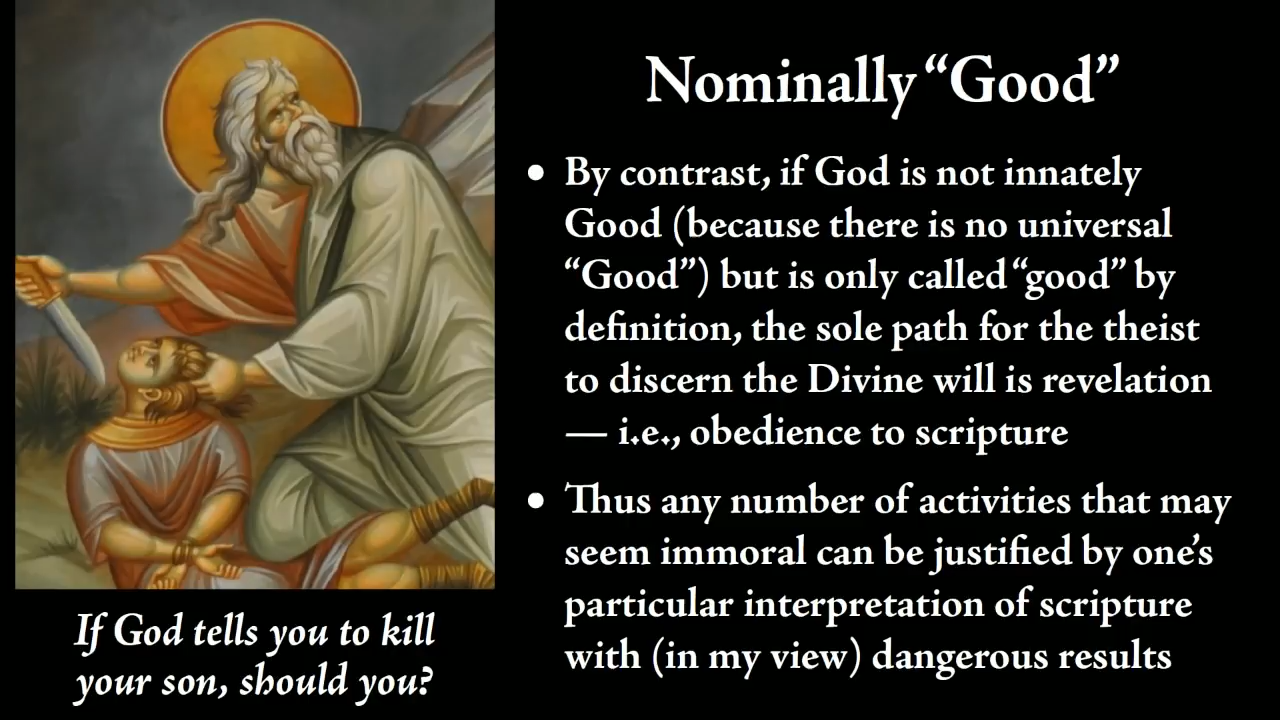 Nominally “Good”
• By contrast, if God is not innately
Good (because there is no universal
“Good”) but is only called “good” by
definition, the sole path for the theist
to discern the Divine will is revelation
— i.e., obedience to scripture
• Thus any number of activities that may
seem immoral can be justified by one’s
particular interpretation of scripture
with (in my view) dangerous results
If God tells you to kill
your son, should you?